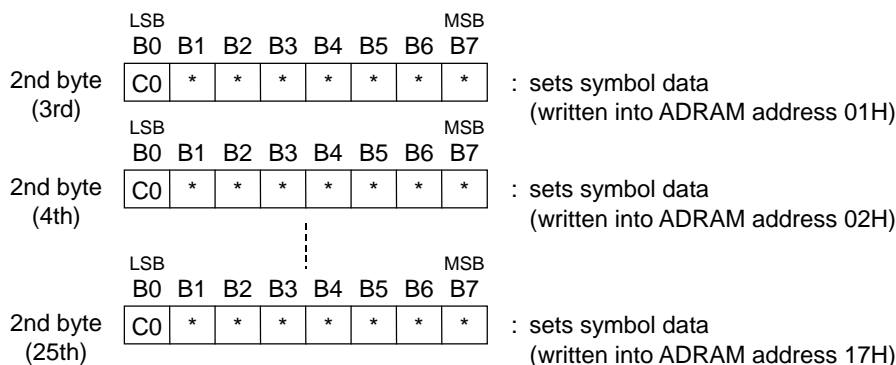 LSB MSB
B0 B1 B2 B3 B4 B5 B6 B7
2nd byte C0 * * * * * * * : sets symbol data
(3rd) (written into ADRAM address 01H)
LSB MSB
B0 B1 B2 B3 B4 B5 B6 B7
2nd byte C0 * * * * * * * : sets symbol data
(4th) (written into ADRAM address 02H)
LSB MSB
B0 B1 B2 B3 B4 B5 B6 B7
2nd byte C0 * * * * * * * : sets symbol data
(25th) (written into ADRAM address 17H)